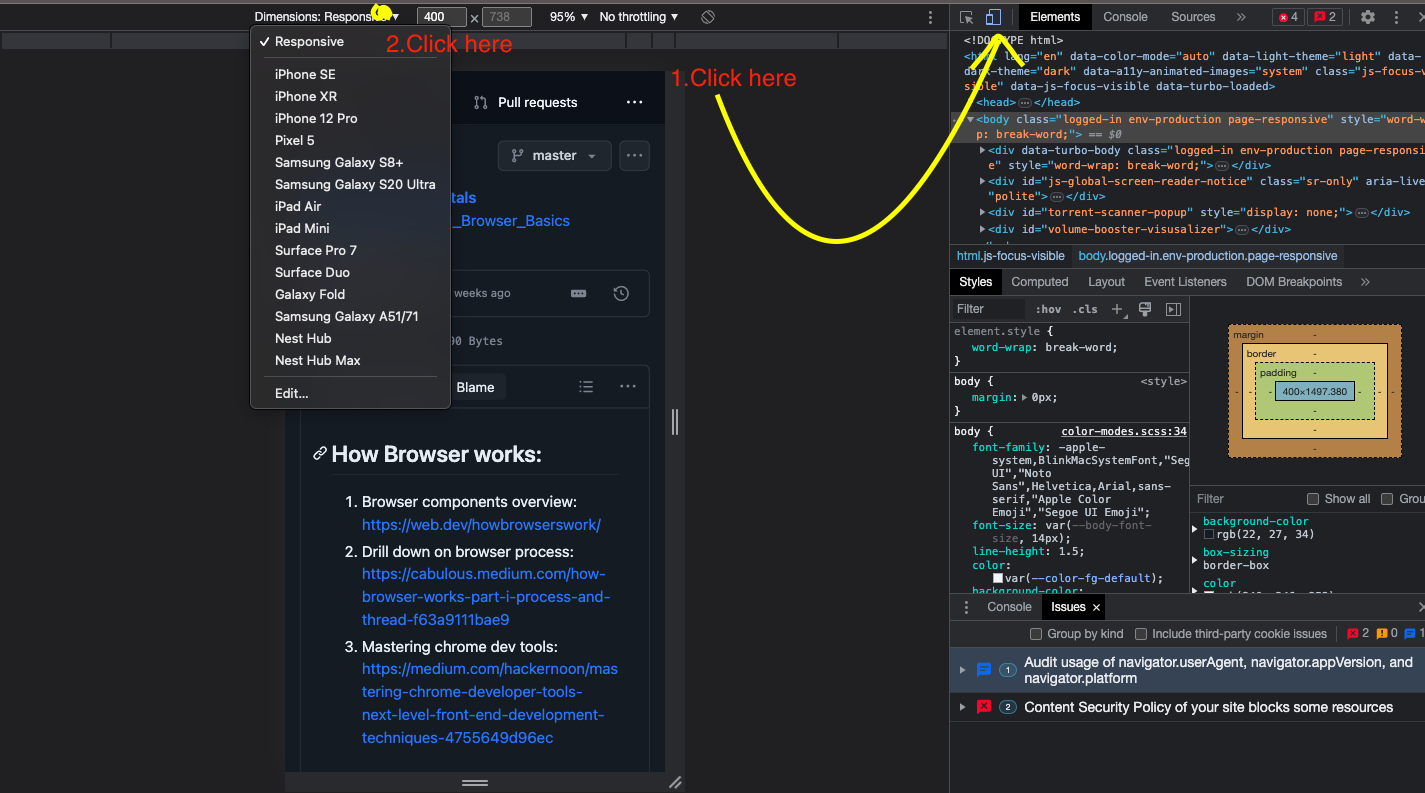 Dimensions: Responsive ▼ 400 × 738 95% ▼ No throttling ▼
✓ Responsive
iPhone SE
iPhone XR
iPhone 12 Pro
Pixel 5
Samsung Galaxy S8+
Samsung Galaxy S20 Ultra
iPad Air
iPad Mini
Surface Pro 7
Surface Duo
Galaxy Fold
Samsung Galaxy A51/71
Nest Hub
Nest Hub Max
Edit...
2.Click here
1.Click here
Pull requests
master
tals
_Browser_Basics
weeks ago
90 Bytes
Blame
How Browser works:
1. Browser components overview:
https://web.dev/howbrowserswork/
2. Drill down on browser process:
https://cabulous.medium.com/how-
browser-works-part-i-process-and-
thread-f63a9111bae9
3. Mastering chrome dev tools:
https://medium.com/hackernoon/mas
tering-chrome-developer-tools-
next-level-front-end-development-
techniques-4755649d96ec
Elements Console Sources » 4 2
<!DOCTYPE html>
<html lang="en" data-color-mode="auto" data-light-theme="light" data-
dark-theme="dark" data-a11y-animated-images="system" class="js-focus-vi
sible" data-js-focus-visible data-turbo-loaded>
<head>…</head>
<body class="logged-in env-production page-responsive" style="word-w
p: break-word;"> == $0
<div data-turbo-body class="logged-in env-production page-responsi
e" style="word-wrap: break-word;">…</div>
<div id="js-global-screen-reader-notice" class="sr-only" aria-live
"polite">…</div>
<div id="torrent-scanner-popup" style="display: none;">…</div>
<div id="volume-booster-visusalizer">…</div>
html.js-focus-visible body.logged-in.env-production.page-responsive
Styles Computed Layout Event Listeners DOM Breakpoints »
Filter :hov .cls +
element.style {
word-wrap: break-word;
}
body { <style>
margin: 0px;
}
body { color-modes.scss:34
font-family: -apple-
system,BlinkMacSystemFont,"Seg
UI","Noto
Sans",Helvetica,Arial,sans-
serif,"Apple Color
Emoji","Segoe UI Emoji";
font-size: var(--body-font-
size, 14px);
line-height: 1.5;
color:
var(--color-fg-default);
background-color:
margin -
border -
padding -
- - - 400×1497.380 - - -
-
-
-
Filter Show all Grou
background-color
rgb(22, 27, 34)
box-sizing
border-box
color
Console Issues ×
Group by kind Include third-party cookie issues 2 0 1
1 Audit usage of navigator.userAgent, navigator.appVersion, and
navigator.platform
2 Content Security Policy of your site blocks some resources